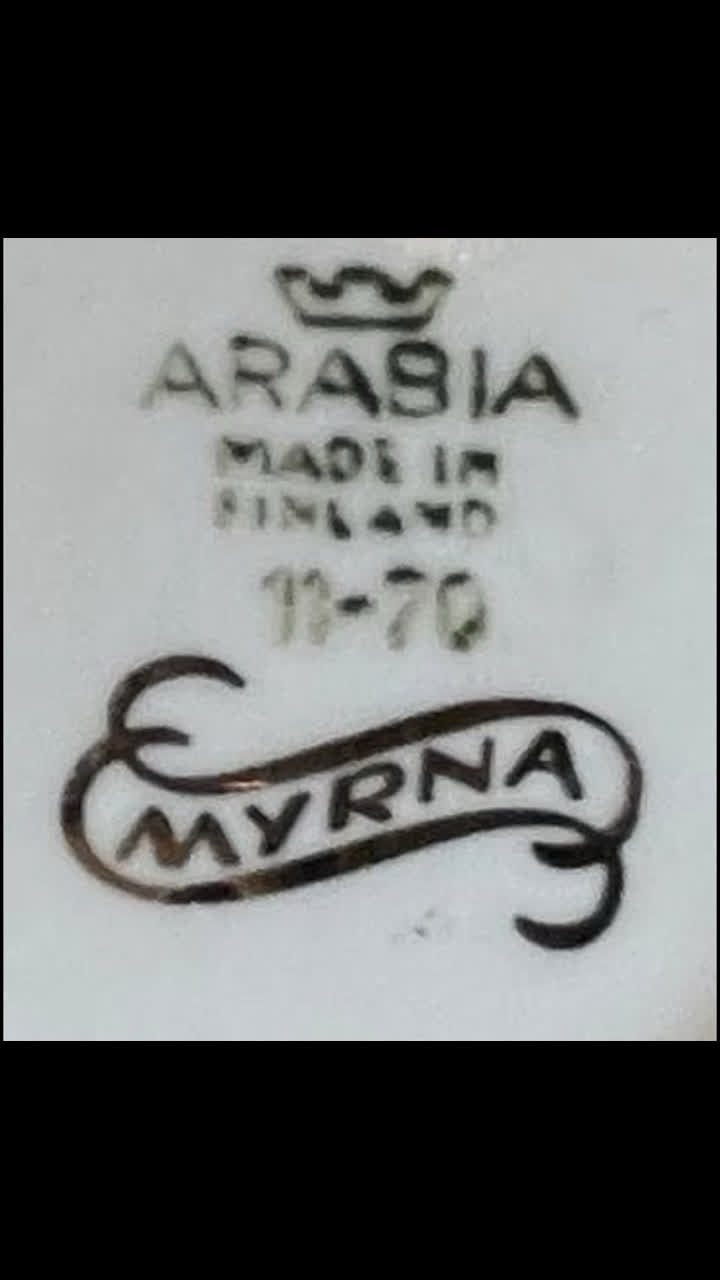 ARABIA
MADE IN
FINLAND
11-70
MYRNA